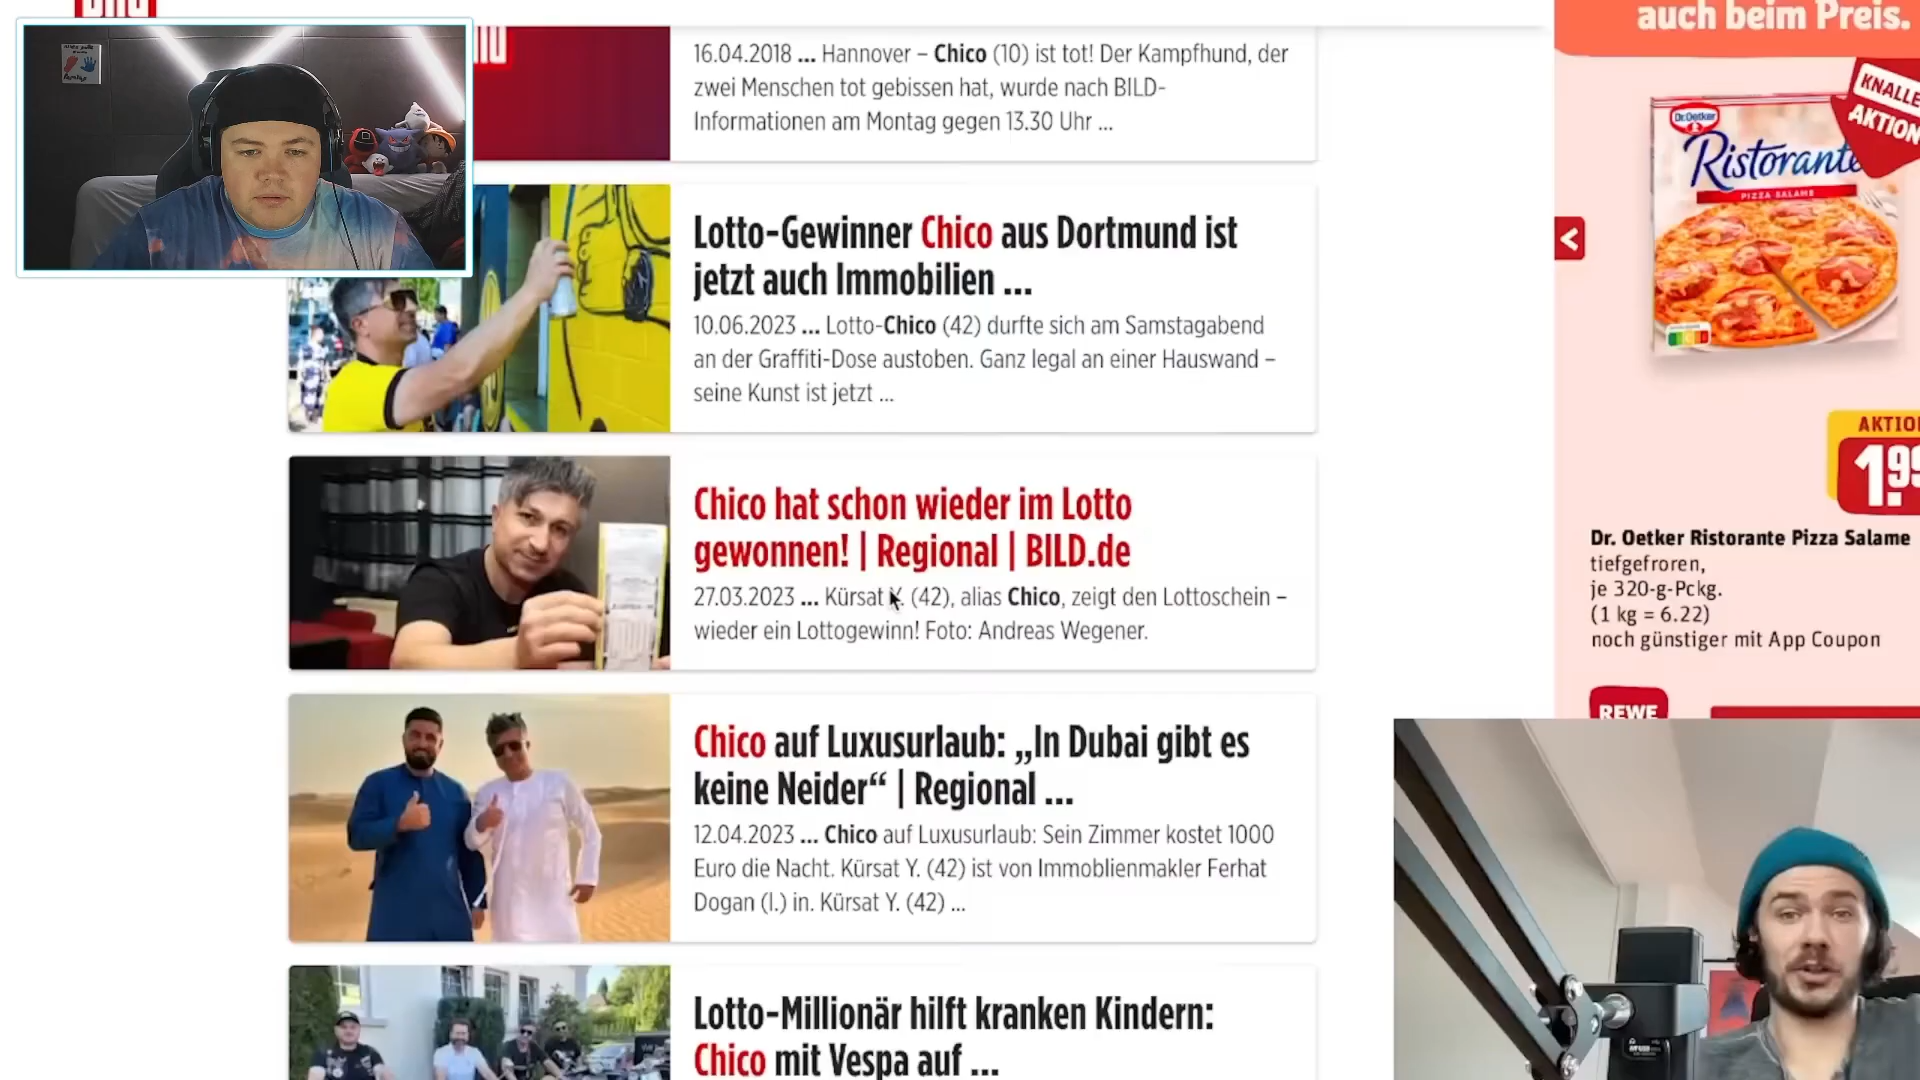 16.04.2018 ... Hannover – Chico (10) ist tot! Der Kampfhund, der
zwei Menschen tot gebissen hat, wurde nach BILD-
Informationen am Montag gegen 13.30 Uhr ...
Lotto-Gewinner Chico aus Dortmund ist
jetzt auch Immobilien ...
10.06.2023 ... Lotto-Chico (42) durfte sich am Samstagabend
an der Graffiti-Dose austoben. Ganz legal an einer Hauswand –
seine Kunst ist jetzt ...
Chico hat schon wieder im Lotto
gewonnen! | Regional | BILD.de
27.03.2023 ... Kürsat Y. (42), alias Chico, zeigt den Lottoschein –
wieder ein Lottogewinn! Foto: Andreas Wegener.
Chico auf Luxusurlaub: „In Dubai gibt es
keine Neider“ | Regional ...
12.04.2023 ... Chico auf Luxusurlaub: Sein Zimmer kostet 1000
Euro die Nacht. Kürsat Y. (42) ist von Immoblienmakler Ferhat
Dogan (l.) in. Kürsat Y. (42) ...
Lotto-Millionär hilft kranken Kindern:
Chico mit Vespa auf ...
auch beim Preis.
KNALLE
AKTION
Dr. Oetker
Ristorante
PIZZA SALAME
<
AKTIO
1.99
Dr. Oetker Ristorante Pizza Salame
tiefgefroren,
je 320-g-Pckg.
(1 kg = 6.22)
noch günstiger mit App Coupon
REWE